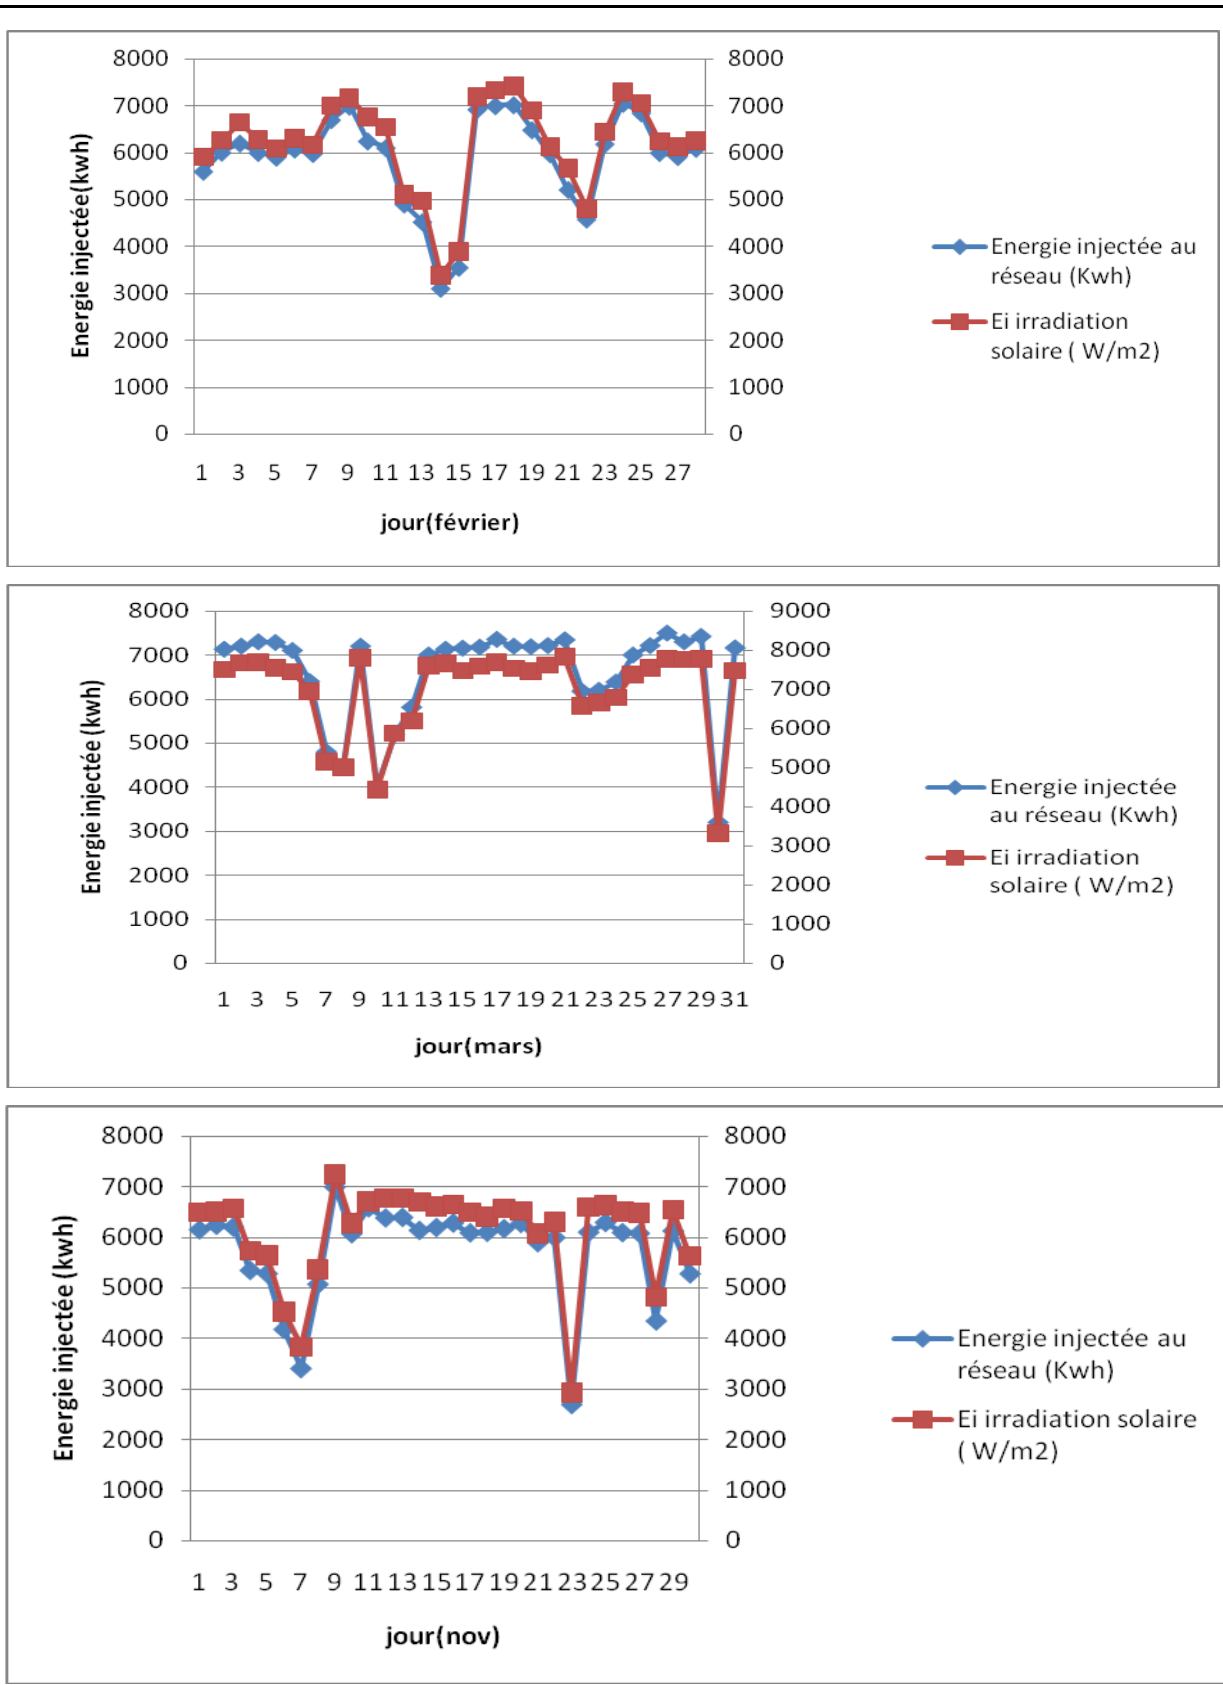 8000 8000
7000 7000
6000 6000
5000 5000
4000 4000
3000 3000
2000 2000
1000 1000
0 0
Energie injectée(kwh)
1 3 5 7 9 11 13 15 17 19 21 23 25 27
jour(février)
Energie injectée au
réseau (Kwh)
Ei irradiation
solaire ( W/m2)
8000 9000
7000 8000
6000 7000
5000 6000
4000 5000
3000 4000
2000 3000
1000 2000
0 1000
0
Energie injectée (kwh)
1 3 5 7 9 11 13 15 17 19 21 23 25 27 29 31
jour(mars)
Energie injectée
au réseau (Kwh)
Ei irradiation
solaire ( W/m2)
8000 8000
7000 7000
6000 6000
5000 5000
4000 4000
3000 3000
2000 2000
1000 1000
0 0
Energie injectée (kwh)
1 3 5 7 9 11 13 15 17 19 21 23 25 27 29
jour(nov)
Energie injectée au
réseau (Kwh)
Ei irradiation solaire
( W/m2)